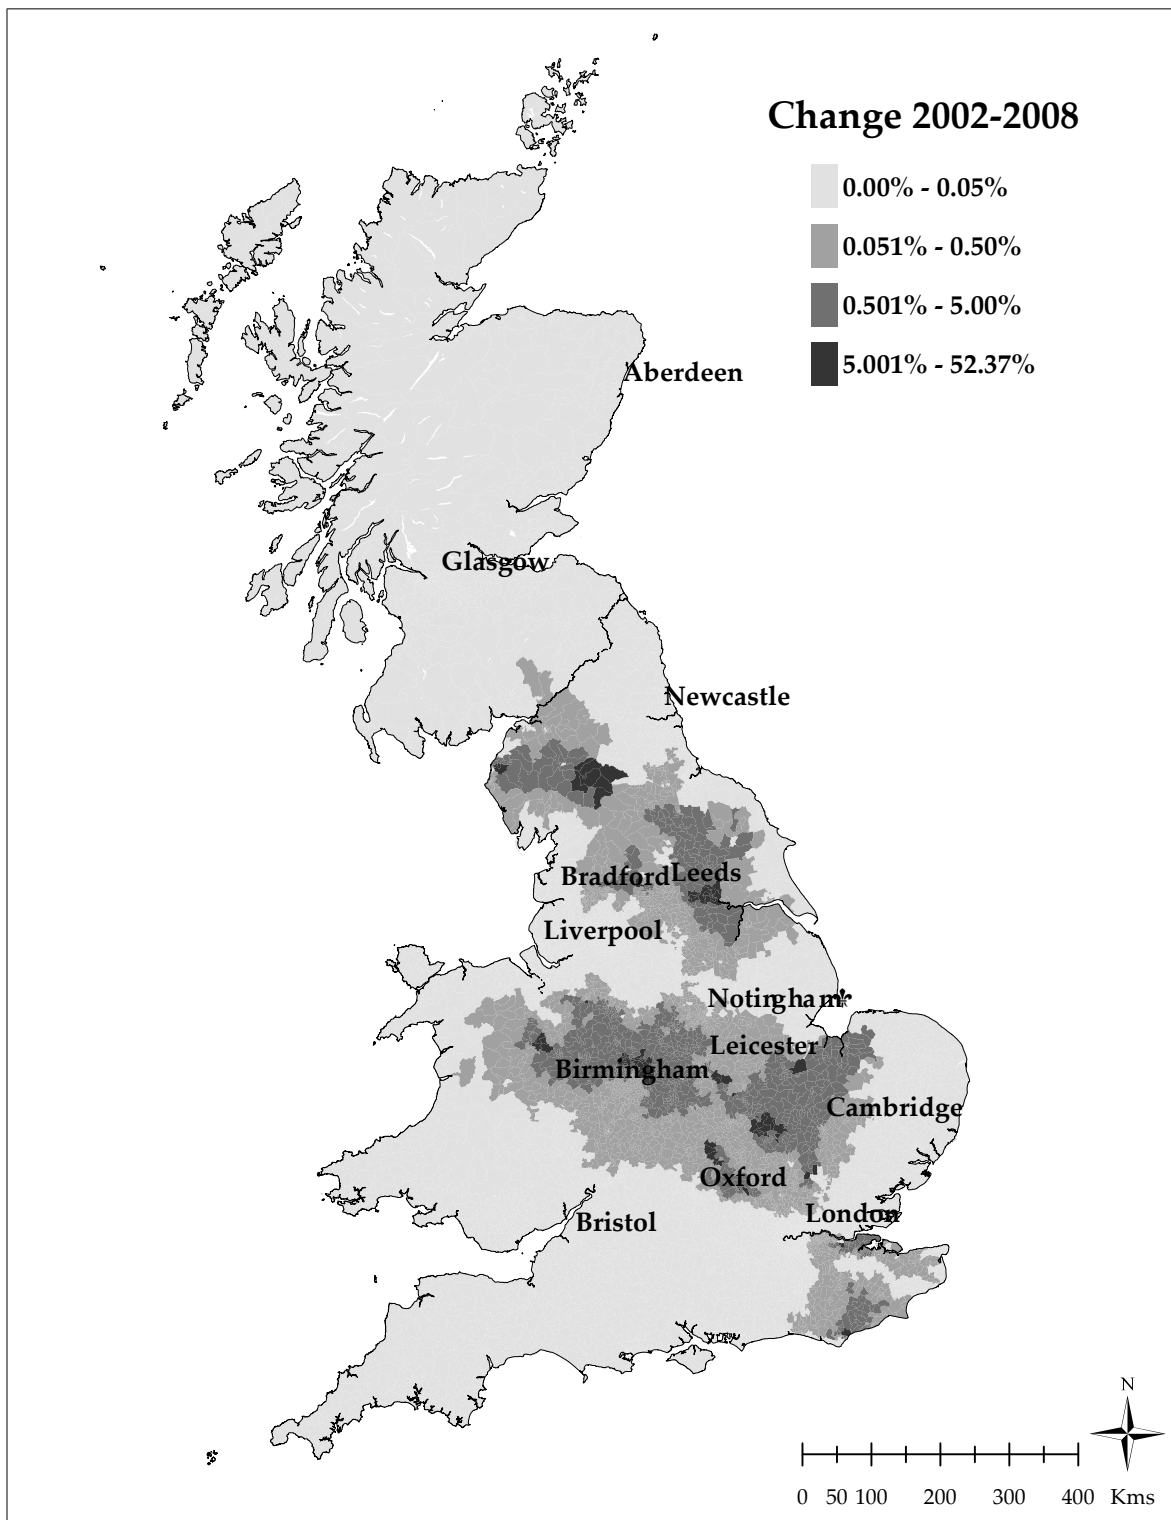 Change 2002-2008
0.00% - 0.05%
0.051% - 0.50%
0.501% - 5.00%
5.001% - 52.37%
Aberdeen
Glasgow
Newcastle
Bradford
Leeds
Liverpool
Notingham
Leicester
Birmingham
Cambridge
Oxford
London
Bristol
N
0 50 100 200 300 400 Kms